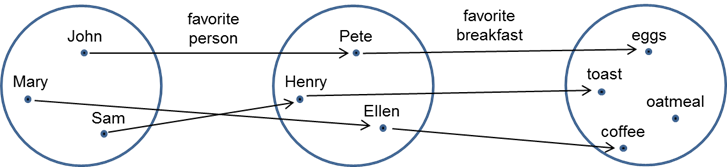 favorite
person
favorite
breakfast
John
Mary
Sam
Pete
Henry
Ellen
eggs
toast
oatmeal
coffee